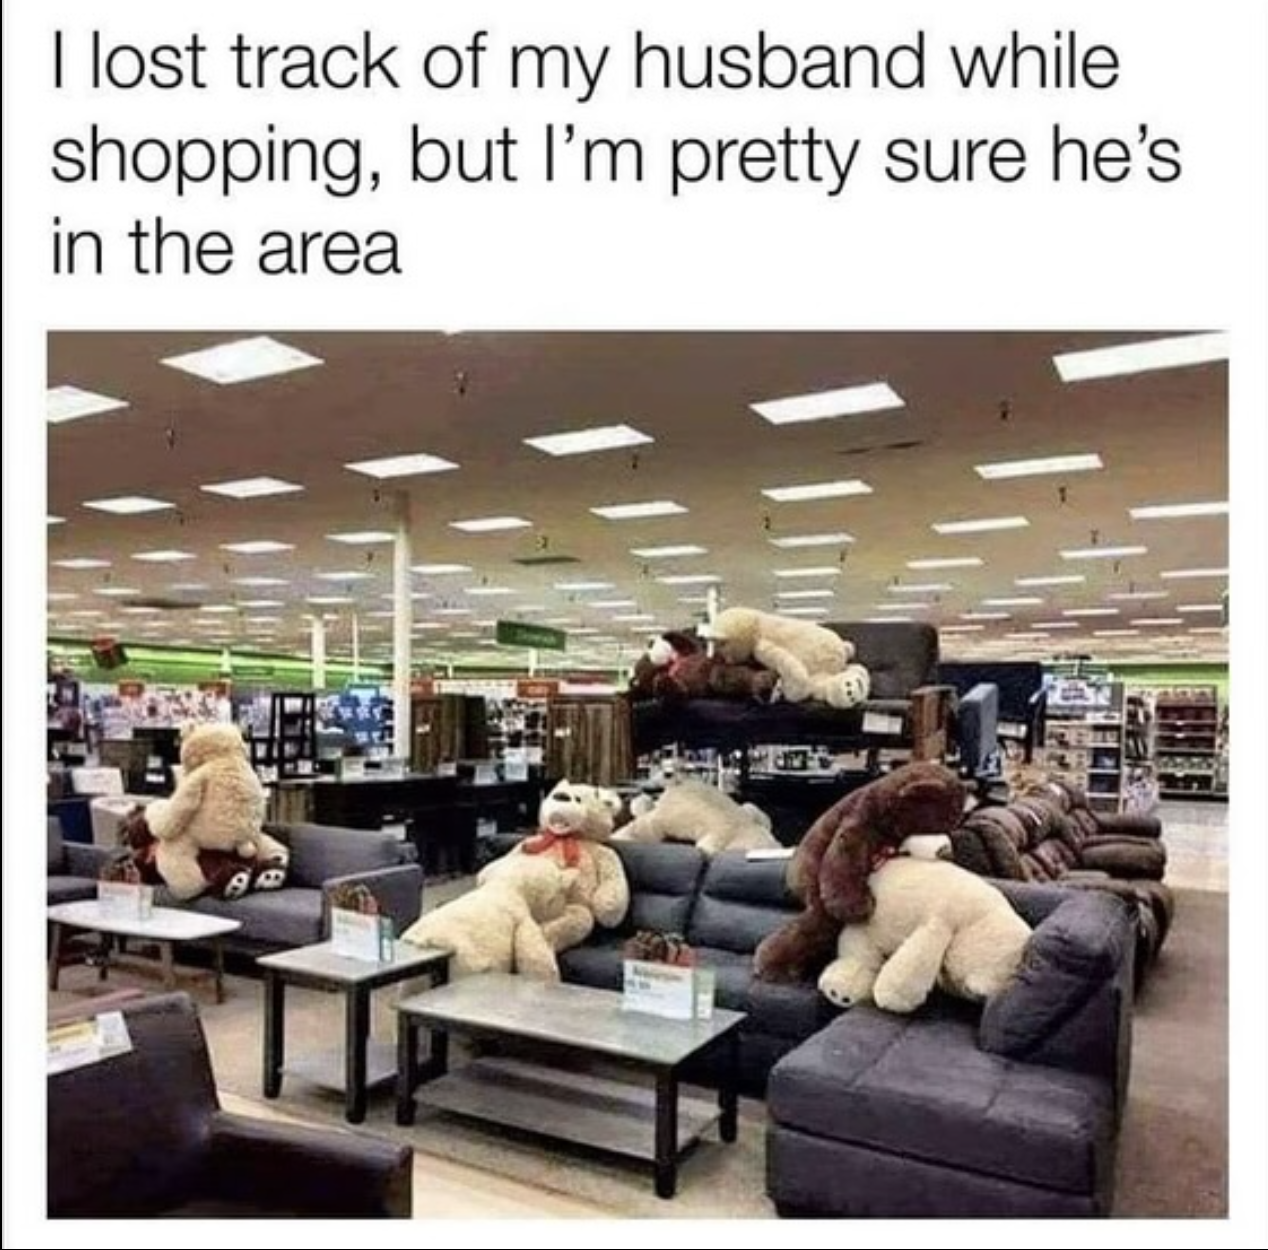 I lost track of my husband while
shopping, but I’m pretty sure he’s
in the area